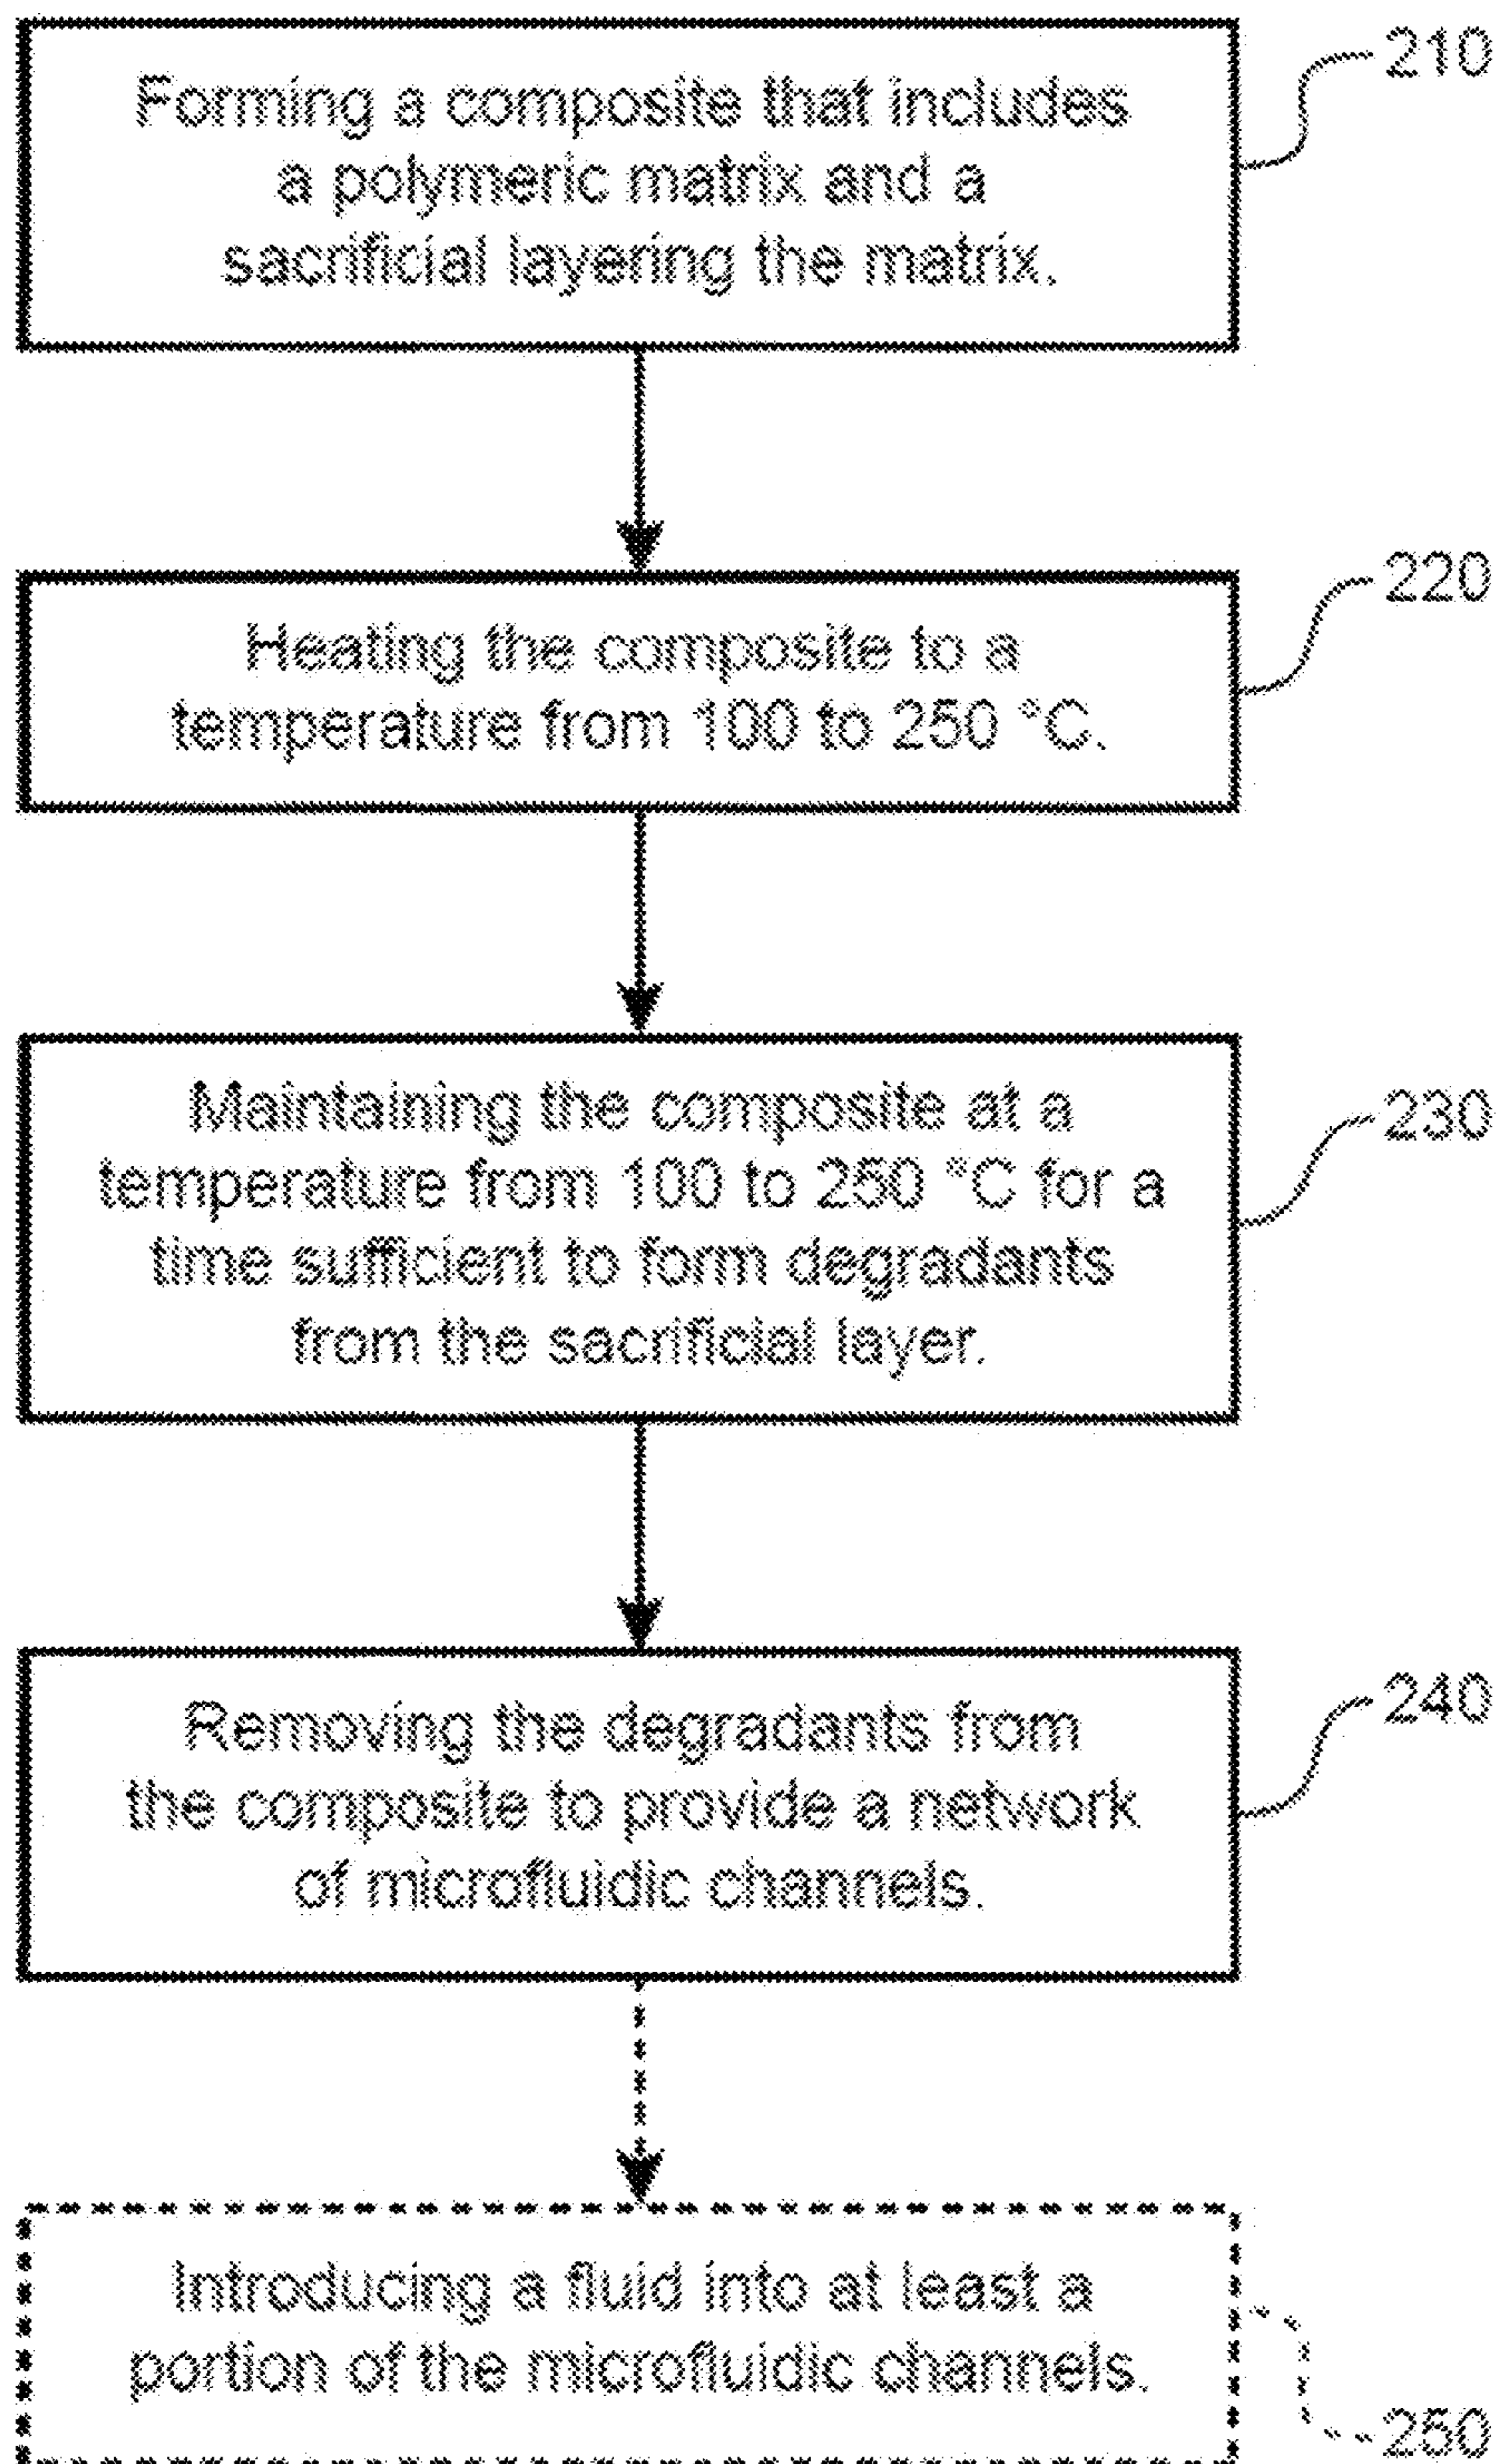 Forming a composite that includes
a polymeric matrix and a
sacrificial layering the matrix.
210
Heating the composite to a
temperature from 100 to 250 °C.
220
Maintaining the composite at a
temperature from 100 to 250 °C for a
time sufficient to form degradants
from the sacrificial layer.
230
Removing the degradants from
the composite to provide a network
of microfluidic channels.
240
Introducing a fluid into at least a
portion of the microfluidic channels.
250